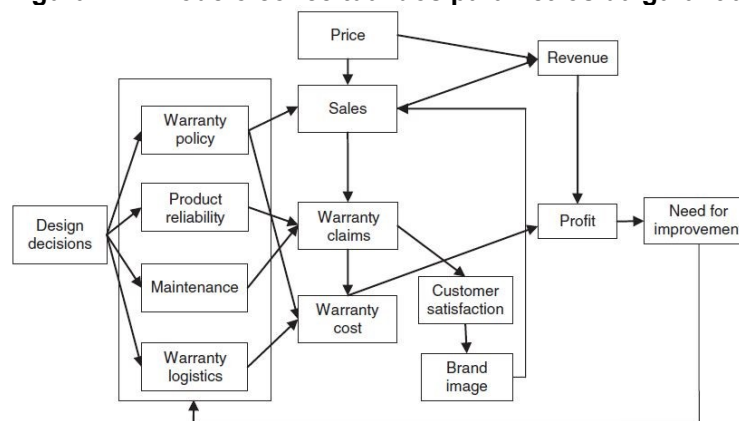 Price
Revenue
Sales
Warranty
policy
Product
reliability
Warranty
claims
Profit
Need for
improvemen
Design
decisions
Maintenance
Customer
satisfaction
Warranty
cost
Warranty
logistics
Brand
image